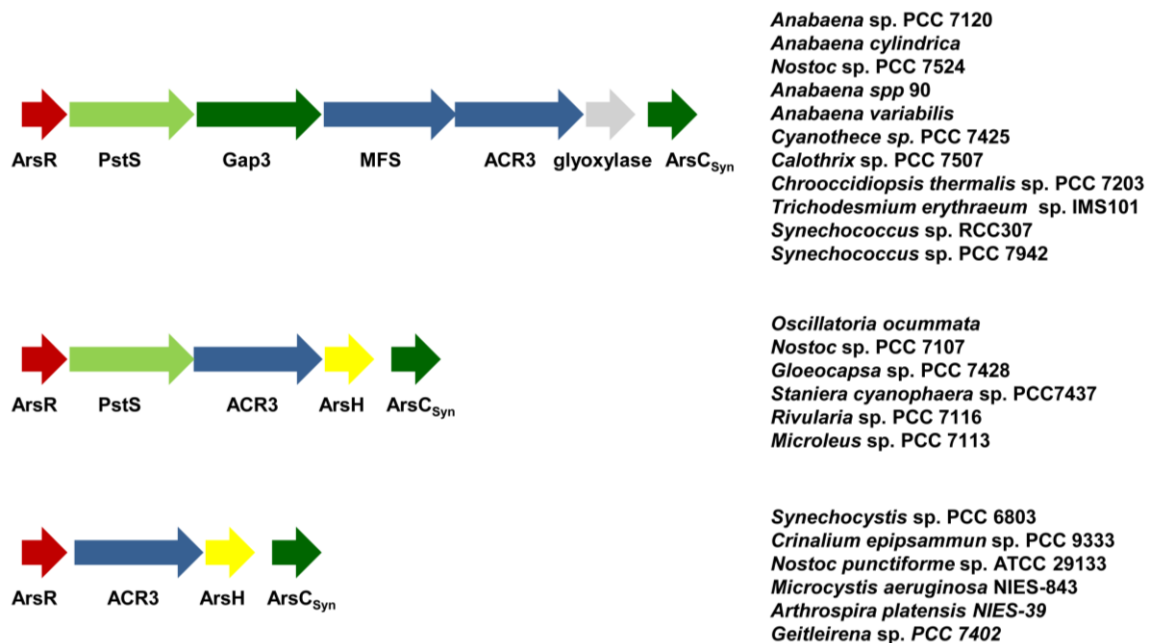 Anabaena sp. PCC 7120
Anabaena cylindrica
Nostoc sp. PCC 7524
Anabaena spp 90
Anabaena variabilis
Cyanothece sp. PCC 7425
Calothrix sp. PCC 7507
Chrooccidiopsis thermalis sp. PCC 7203
Trichodesmium erythraeum sp. IMS101
Synechococcus sp. RCC307
Synechococcus sp. PCC 7942
ArsR PstS Gap3 MFS ACR3 glyoxylase ArsCSyn
Oscillatoria ocummata
Nostoc sp. PCC 7107
Gloeocapsa sp. PCC 7428
Staniera cyanophaera sp. PCC7437
Rivularia sp. PCC 7116
Microleus sp. PCC 7113
ArsR PstS ACR3 ArsH ArsCSyn
Synechocystis sp. PCC 6803
Crinalium epipsammun sp. PCC 9333
Nostoc punctiforme sp. ATCC 29133
Microcystis aeruginosa NIES-843
Arthrospira platensis NIES-39
Geitleirena sp. PCC 7402
ArsR ACR3 ArsH ArsCSyn